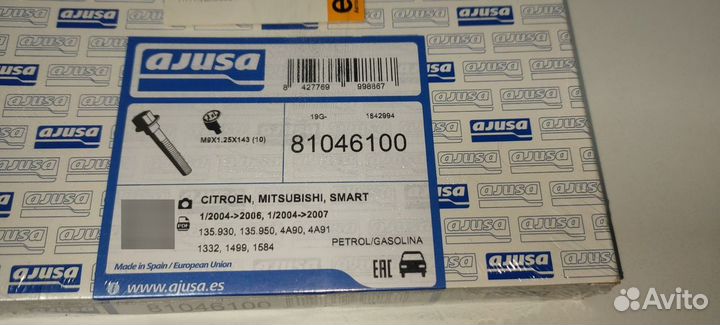 ajusa
8 427769 998867
19G- 1842994
M9X1.25X143 (10)
81046100
CITROEN, MITSUBISHI, SMART
1/2004->2006, 1/2004->2007
PDF
135.930, 135.950, 4A90, 4A91
1332, 1499, 1584
PETROL/GASOLINA
Made in Spain / European Union
EAC
www.ajusa.es
81046100
Avito